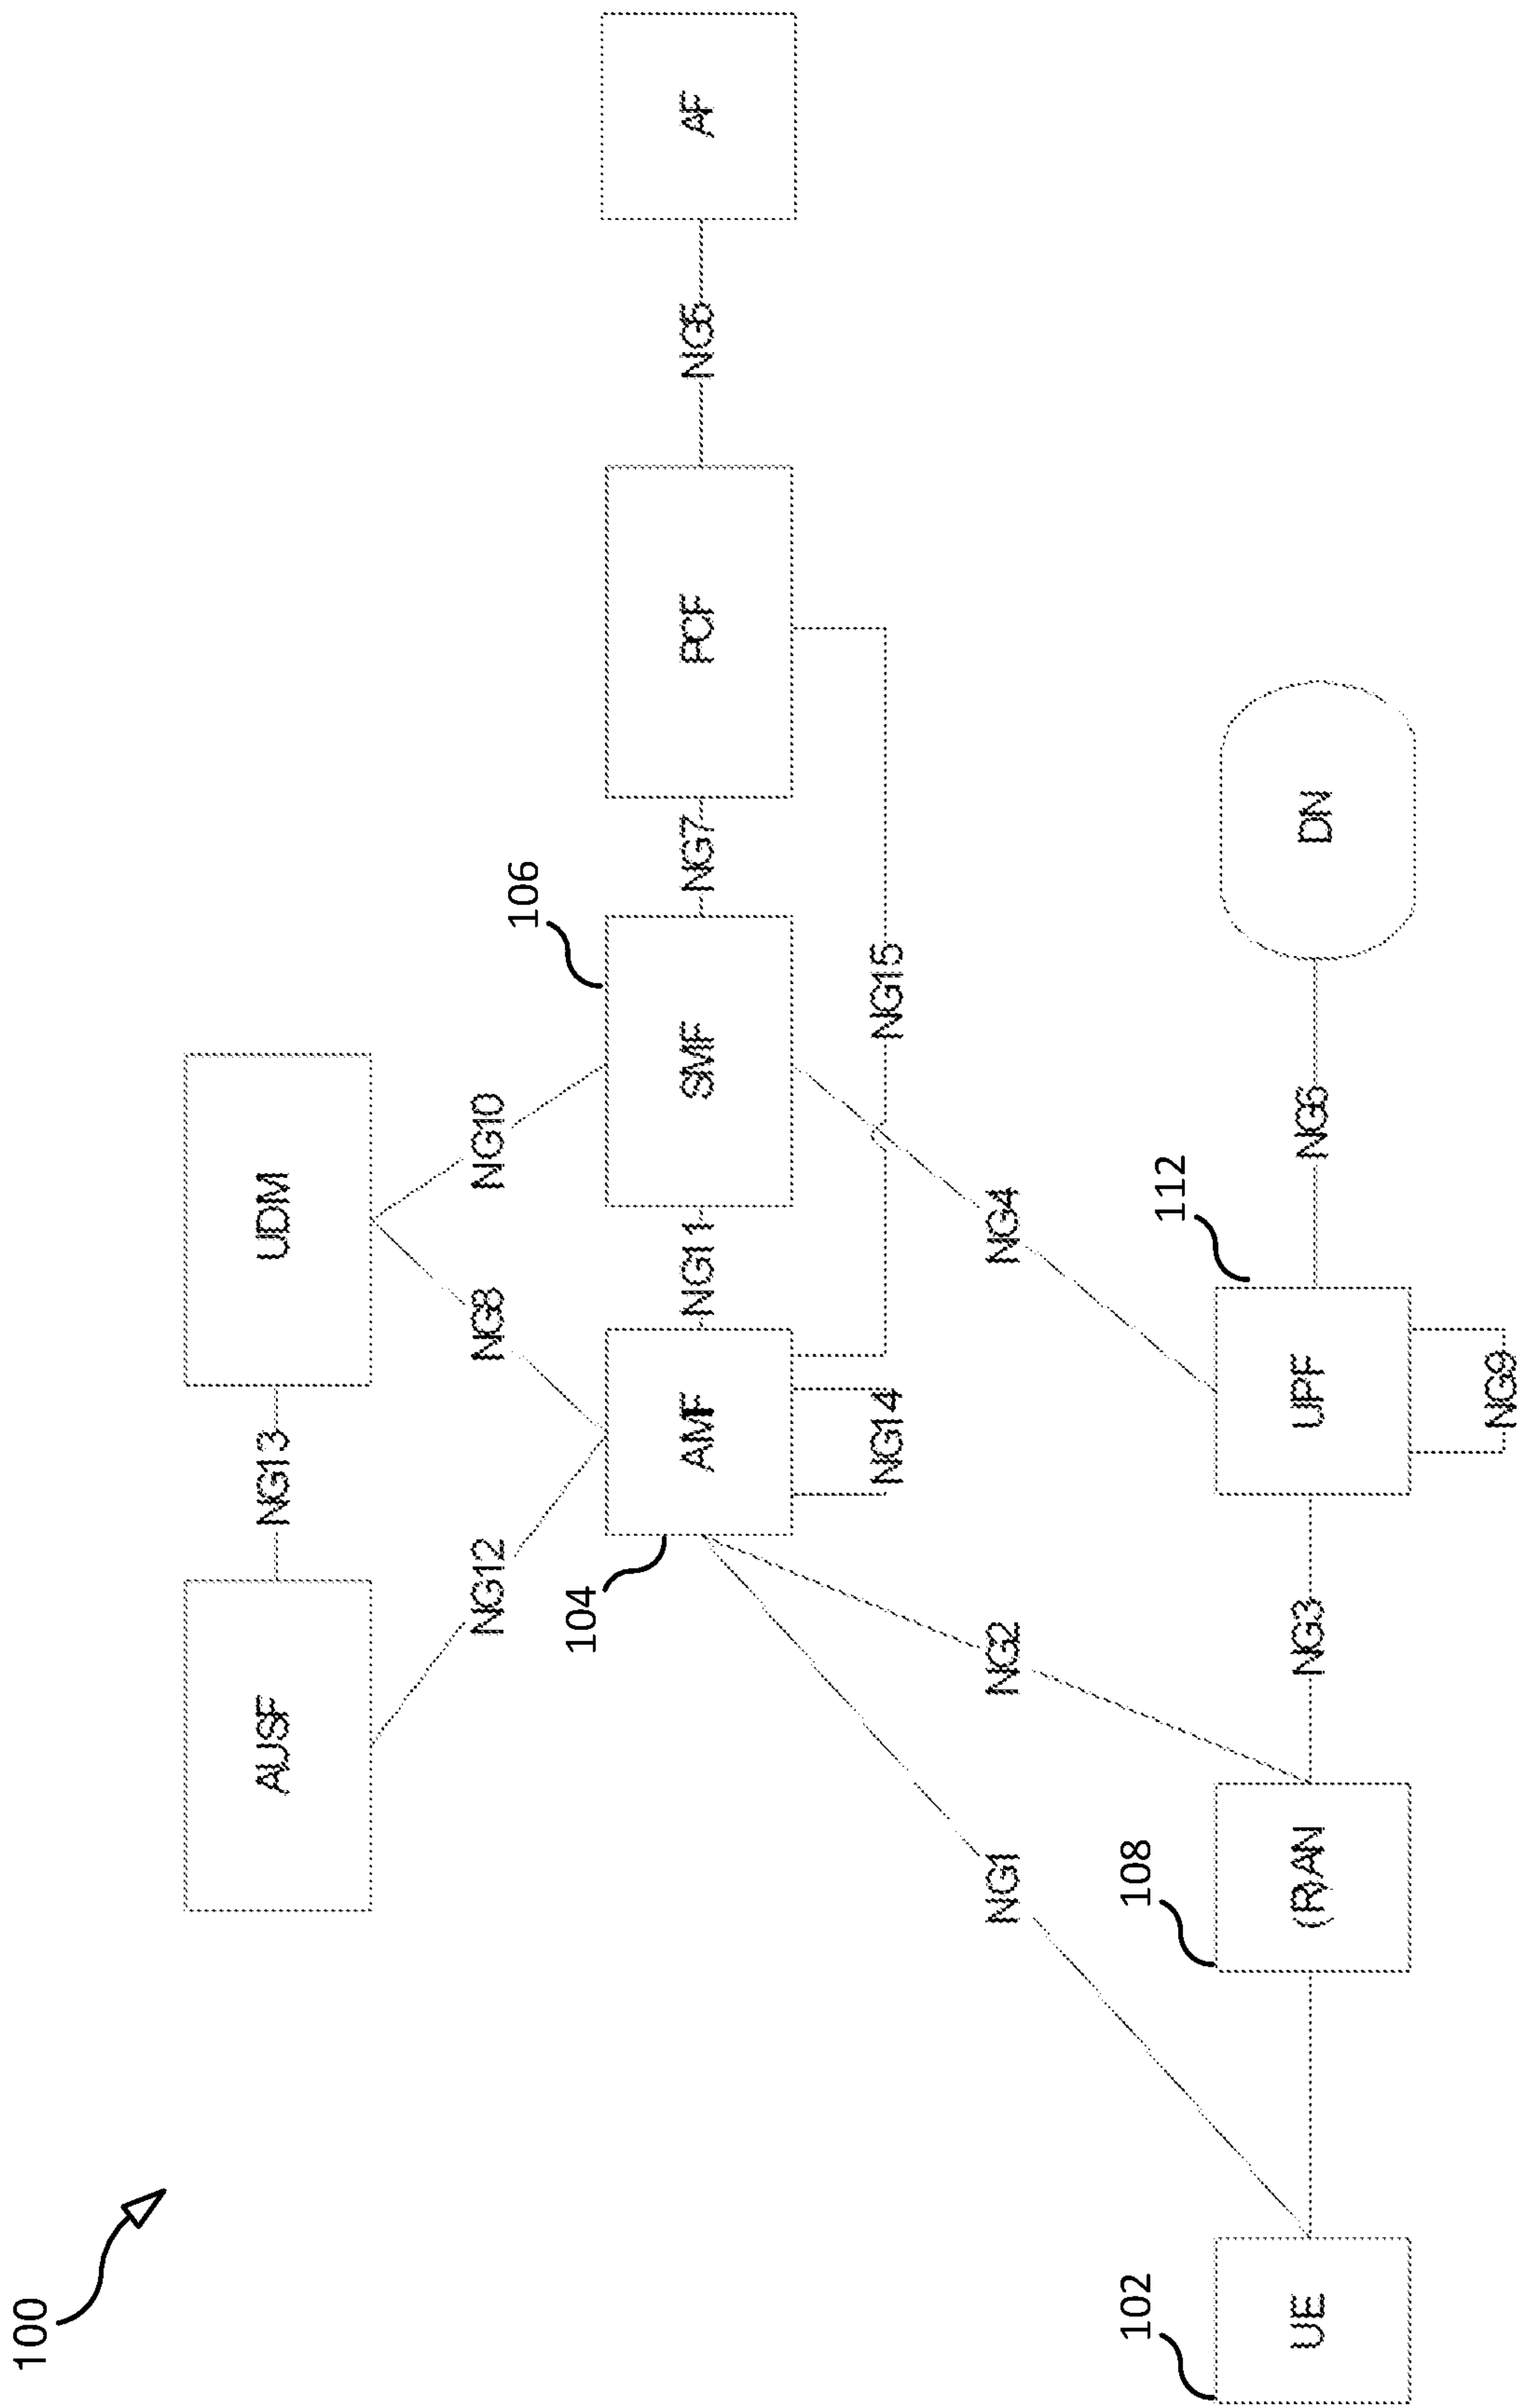 100
AUSF
NG13
UDM
NG12
NG8
NG10
104
106
AMF
NG11
SMF
NG7
PCF
NG5
AF
NG14
NG15
NG1
NG2
NG4
102
108
112
UE
(R)AN
NG3
UPF
NG6
DN
NG9